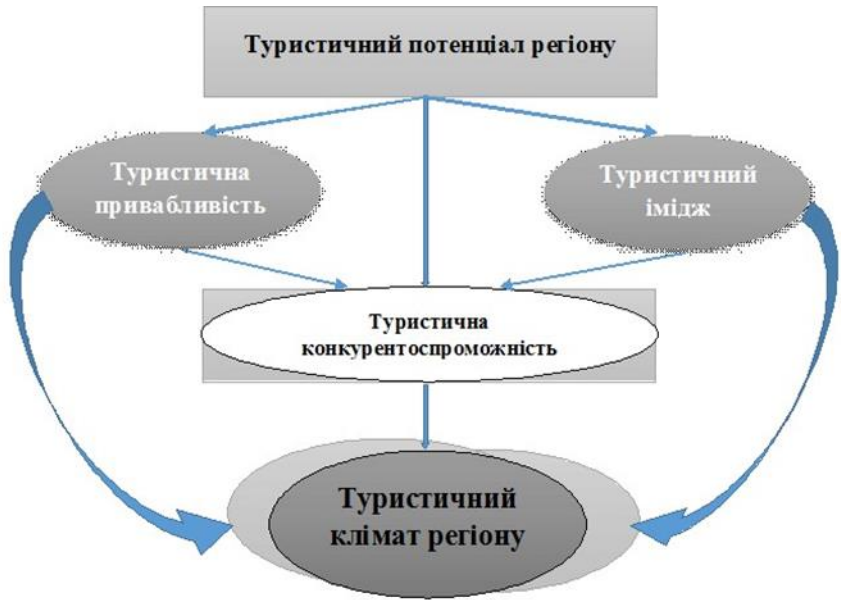 Туристичний потенціал регіону
Туристична
привабливість
Туристичний
імідж
Туристична
конкурентоспроможність
Туристичний
клімат регіону